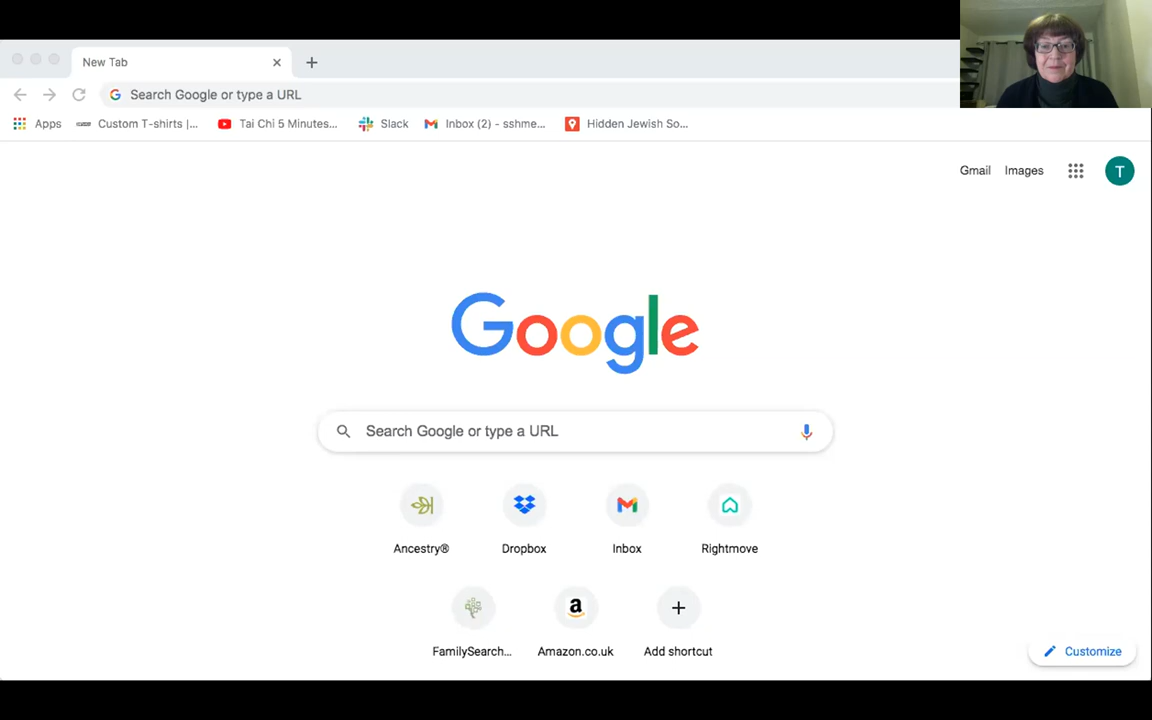 New Tab
Search Google or type a URL
Apps
Custom T-shirts |...
Tai Chi 5 Minutes...
Slack
Inbox (2) - sshme...
Hidden Jewish So...
Gmail
Images
T
Google
Search Google or type a URL
Ancestry®
Dropbox
Inbox
Rightmove
FamilySearch...
Amazon.co.uk
Add shortcut
Customize